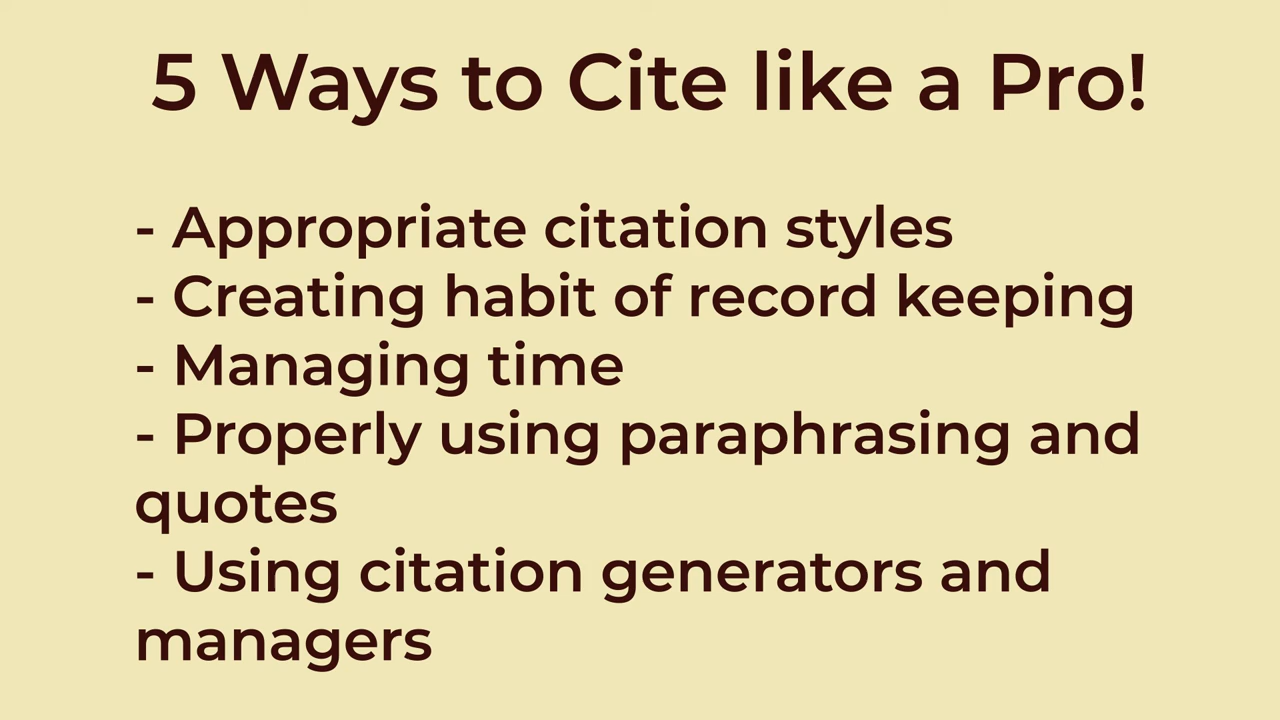 5 Ways to Cite like a Pro!
- Appropriate citation styles
- Creating habit of record keeping
- Managing time
- Properly using paraphrasing and
quotes
- Using citation generators and
managers